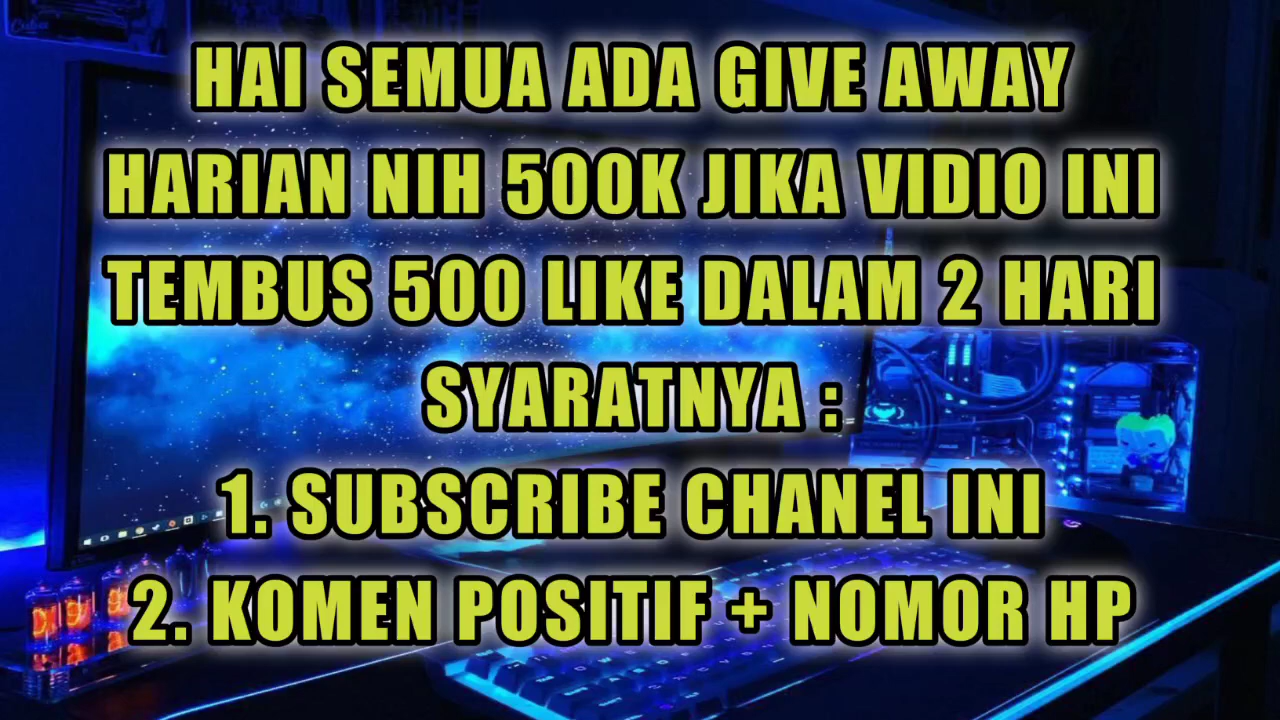 HAI SEMUA ADA GIVE AWAY
HARIAN NIH 500K JIKA VIDIO INI
TEMBUS 500 LIKE DALAM 2 HARI
SYARATNYA :
1. SUBSCRIBE CHANEL INI
2. KOMEN POSITIF + NOMOR HP